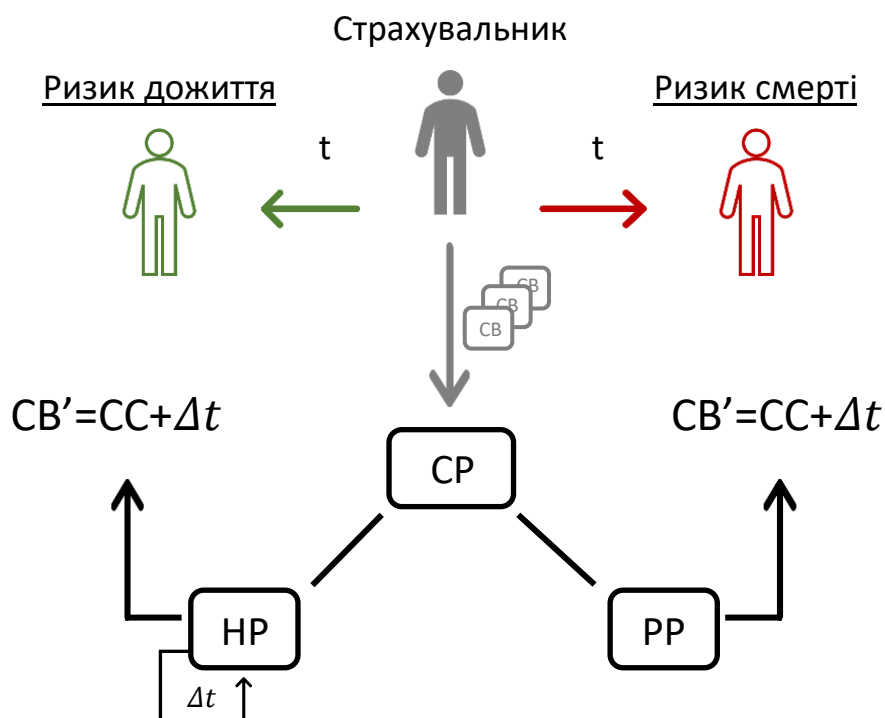 Страхувальник
Ризик дожиття
Ризик смерті
t
t
СВ
СВ
СВ
СВ’=СС+Δt
СВ’=СС+Δt
СР
НР
РР
Δt